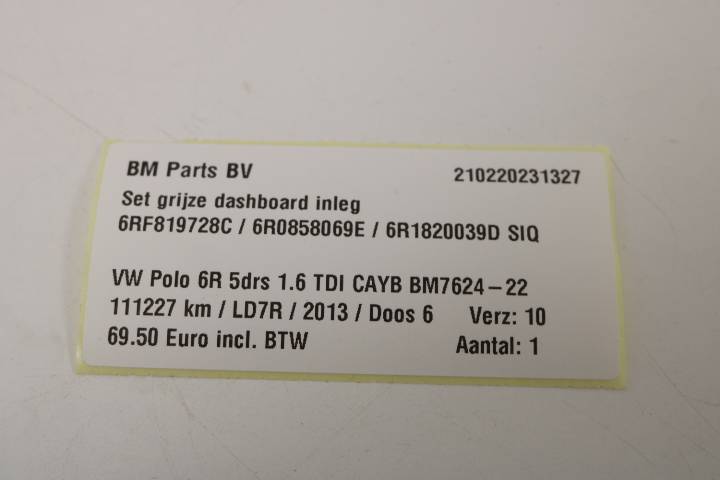 BM Parts BV 210220231327
Set grijze dashboard inleg
6RF819728C / 6R0858069E / 6R1820039D SIQ
VW Polo 6R 5drs 1.6 TDI CAYB BM7624-22
111227 km / LD7R / 2013 / Doos 6 Verz: 10
69.50 Euro incl. BTW Aantal: 1